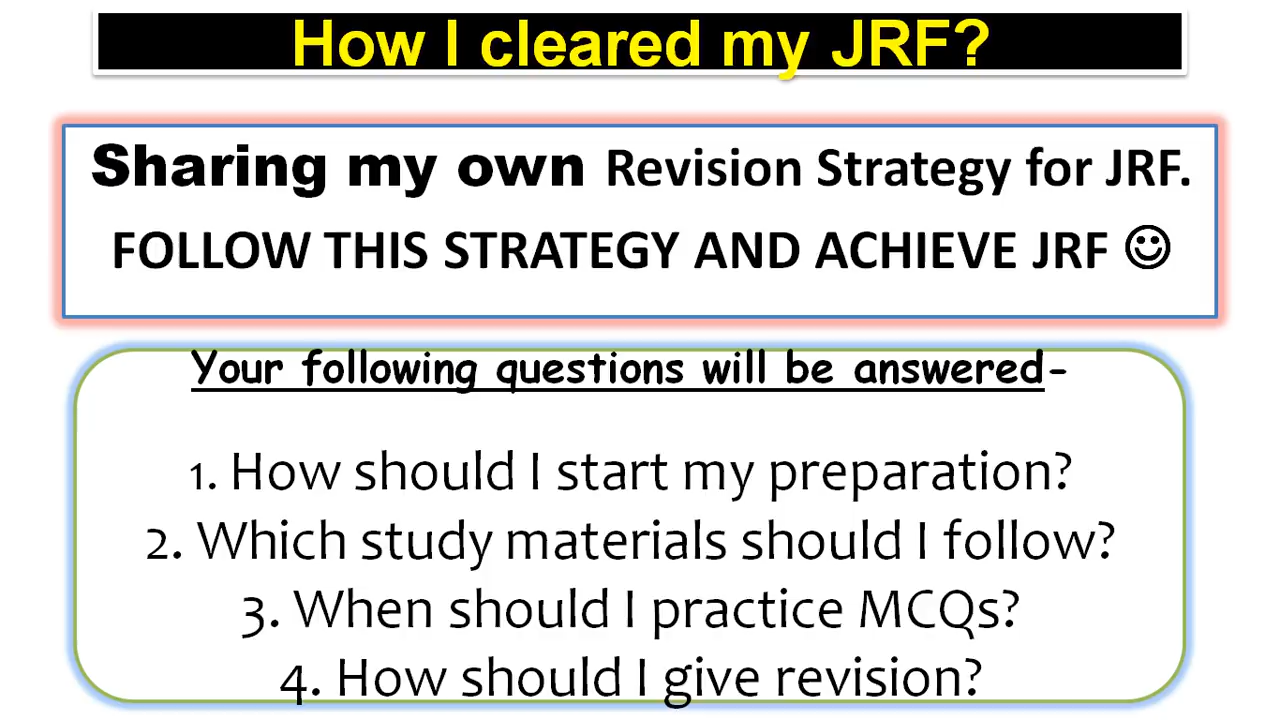 How I cleared my JRF?
Sharing my own Revision Strategy for JRF.
FOLLOW THIS STRATEGY AND ACHIEVE JRF ☺
Your following questions will be answered-
1. How should I start my preparation?
2. Which study materials should I follow?
3. When should I practice MCQs?
4. How should I give revision?